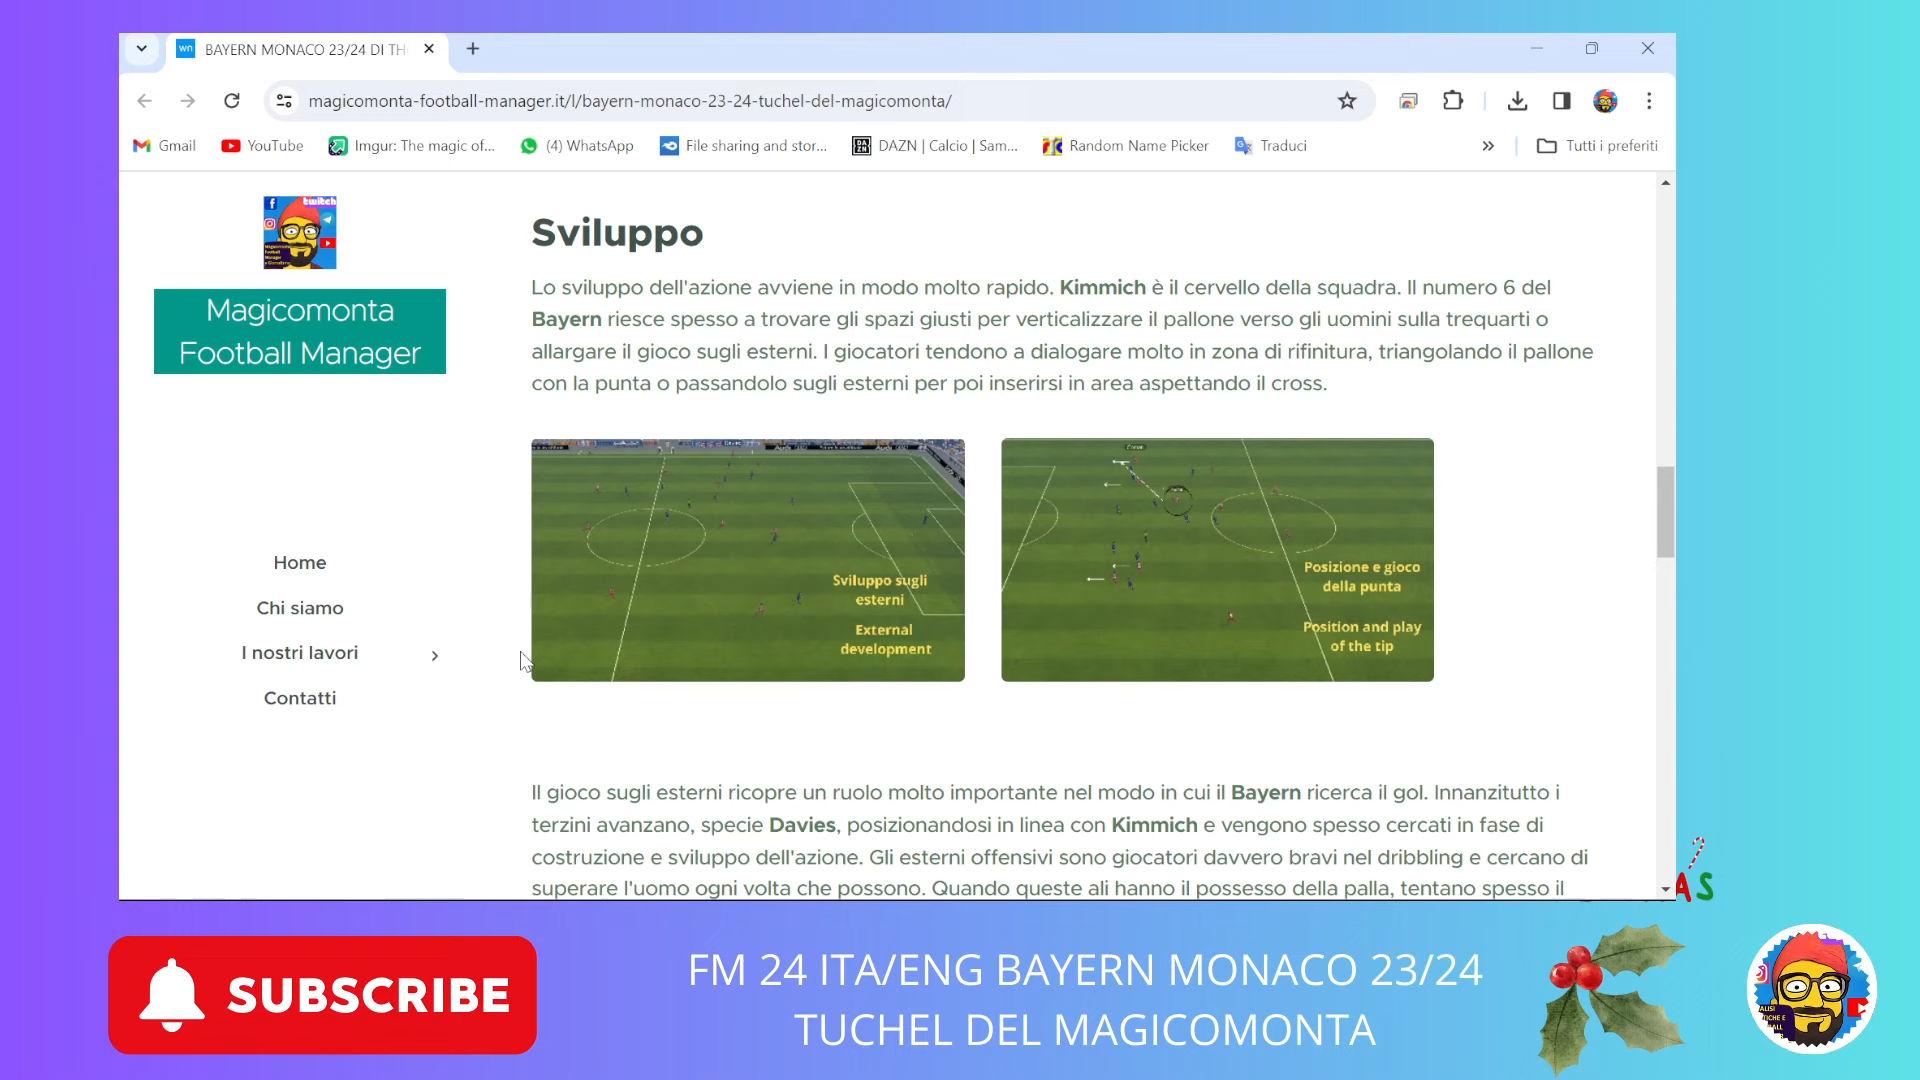 BAYERN MONACO 23/24 DI TH
magicomonta-football-manager.it/l/bayern-monaco-23-24-tuchel-del-magicomonta/
Gmail
YouTube
Imgur: The magic of...
(4) WhatsApp
File sharing and stor...
DAZN | Calcio | Sam...
Random Name Picker
Traduci
Tutti i preferiti
twitch
Magicomonta
Football Manager
Home
Chi siamo
I nostri lavori
Contatti
Sviluppo
Lo sviluppo dell'azione avviene in modo molto rapido. Kimmich è il cervello della squadra. Il numero 6 del
Bayern riesce spesso a trovare gli spazi giusti per verticalizzare il pallone verso gli uomini sulla trequarti o
allargare il gioco sugli esterni. I giocatori tendono a dialogare molto in zona di rifinitura, triangolando il pallone
con la punta o passandolo sugli esterni per poi inserirsi in area aspettando il cross.
Sviluppo sugli
esterni
External
development
Posizione e gioco
della punta
Position and play
of the tip
Il gioco sugli esterni ricopre un ruolo molto importante nel modo in cui il Bayern ricerca il gol. Innanzitutto i
terzini avanzano, specie Davies, posizionandosi in linea con Kimmich e vengono spesso cercati in fase di
costruzione e sviluppo dell'azione. Gli esterni offensivi sono giocatori davvero bravi nel dribbling e cercano di
superare l'uomo ogni volta che possono. Quando queste ali hanno il possesso della palla, tentano spesso il
AS
SUBSCRIBE
FM 24 ITA/ENG BAYERN MONACO 23/24
TUCHEL DEL MAGICOMONTA